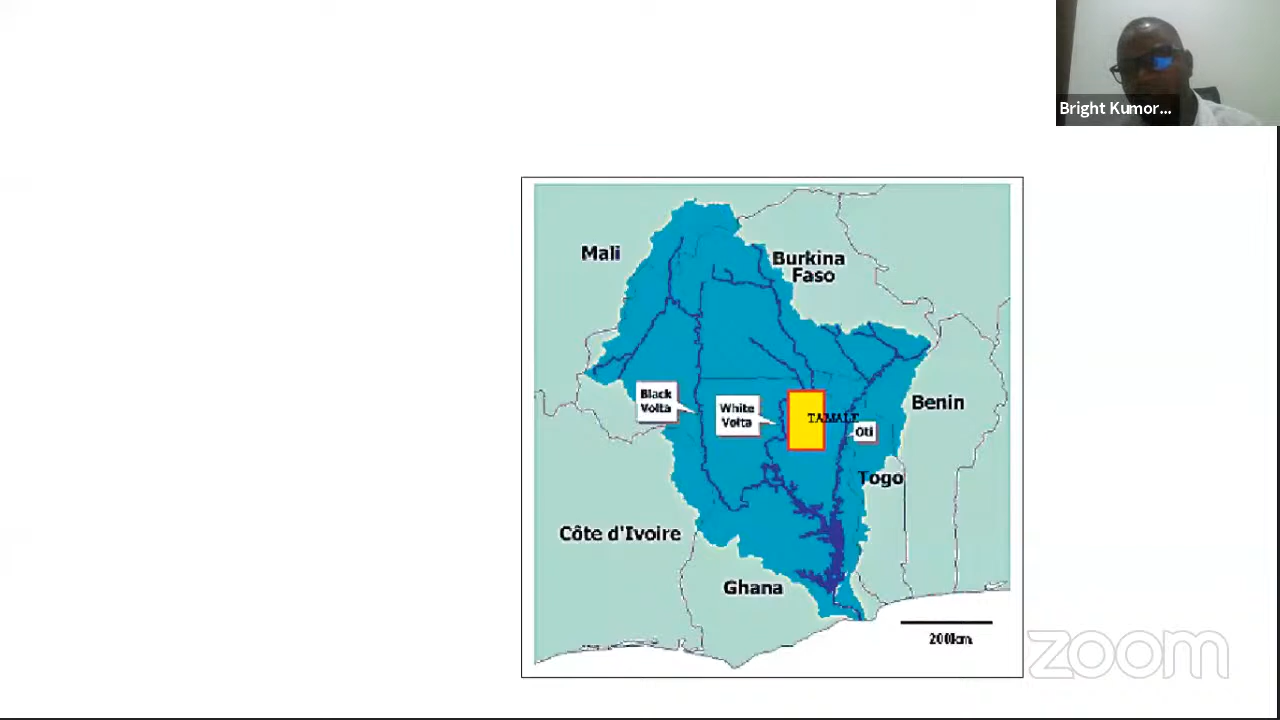 Bright Kumor...
Mali
Burkina
Faso
Black
Volta
White
Volta
TAMALE
Oti
Benin
Togo
Côte d'Ivoire
Ghana
200km
zoom